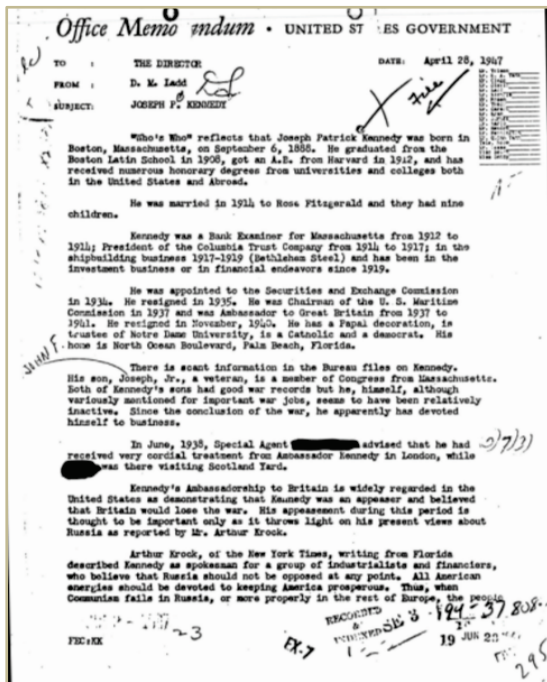 Office Memo ndum • UNITED ST ES GOVERNMENT
TO : THE DIRECTOR
DATE: April 28, 1947
FROM : D. M. Ladd
SUBJECT: JOSEPH P. KENNEDY
Free
"Who's Who" reflects that Joseph Patrick Kennedy was born in
Boston, Massachusetts, on September 6, 1888. He graduated from the
Boston Latin School in 1908, got an A.B. from Harvard in 1912, and has
received numerous honorary degrees from universities and colleges both
in the United States and Abroad.
He was married in 1914 to Rose Fitzgerald and they had nine
children.
Kennedy was a Bank Examiner for Massachusetts from 1912 to
1914; President of the Columbia Trust Company from 1914 to 1917; in the
shipbuilding business 1917-1919 (Bethlehem Steel) and has been in the
investment business or in financial endeavors since 1919.
He was appointed to the Securities and Exchange Commission
in 1934. He resigned in 1935. He was Chairman of the U. S. Maritime
Commission in 1937 and was Ambassador to Great Britain from 1937 to
1941. He resigned in November, 1940. He has a Papal decoration, is
trustee of Notre Dame University, is a Catholic and a democrat. His
home is North Ocean Boulevard, Palm Beach, Florida.
JOHN F.
There is scant information in the Bureau files on Kennedy.
His son, Joseph, Jr., a veteran, is a member of Congress from Massachusetts.
Both of Kennedy's sons had good war records but he, himself, although
variously mentioned for important war jobs, seems to have been relatively
inactive. Since the conclusion of the war, he apparently has devoted
himself to business.
In June, 1938, Special Agent advised that he had
received very cordial treatment from Ambassador Kennedy in London, while
was there visiting Scotland Yard.
Kennedy's Ambassadorship to Britain is widely regarded in the
United States as demonstrating that Kennedy was an appeaser and believed
that Britain would lose the war. His appeasement during this period is
thought to be important only as it throws light on his present views about
Russia as reported by Mr. Arthur Krock.
Arthur Krock, of the New York Times, writing from Florida
described Kennedy as spokesman for a group of industrialists and financiers,
who believe that Russia should not be opposed at any point. All American
energies should be devoted to keeping America prosperous. Thus, when
Communism fails in Russia, or more properly in the rest of Europe, the people
RECORDED
& INDEXED
94-37808-
19 JUN
FEC:KK
EX-7
295